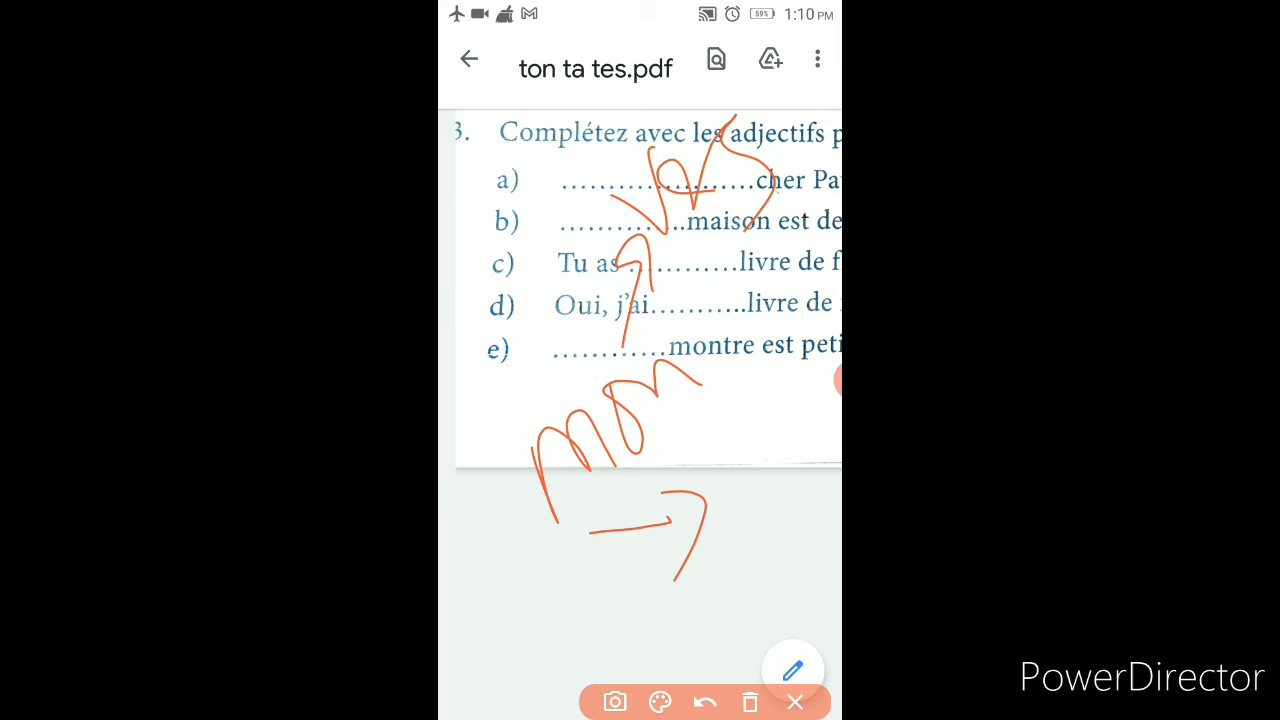 59% 1:10 PM
ton ta tes.pdf
3. Complétez avec les adjectifs p
a) ........................cher Pa
b) ................maison est de
c) Tu as ............livre de f
d) Oui, j'ai...........livre de
e) ..............montre est peti
mon
PowerDirector